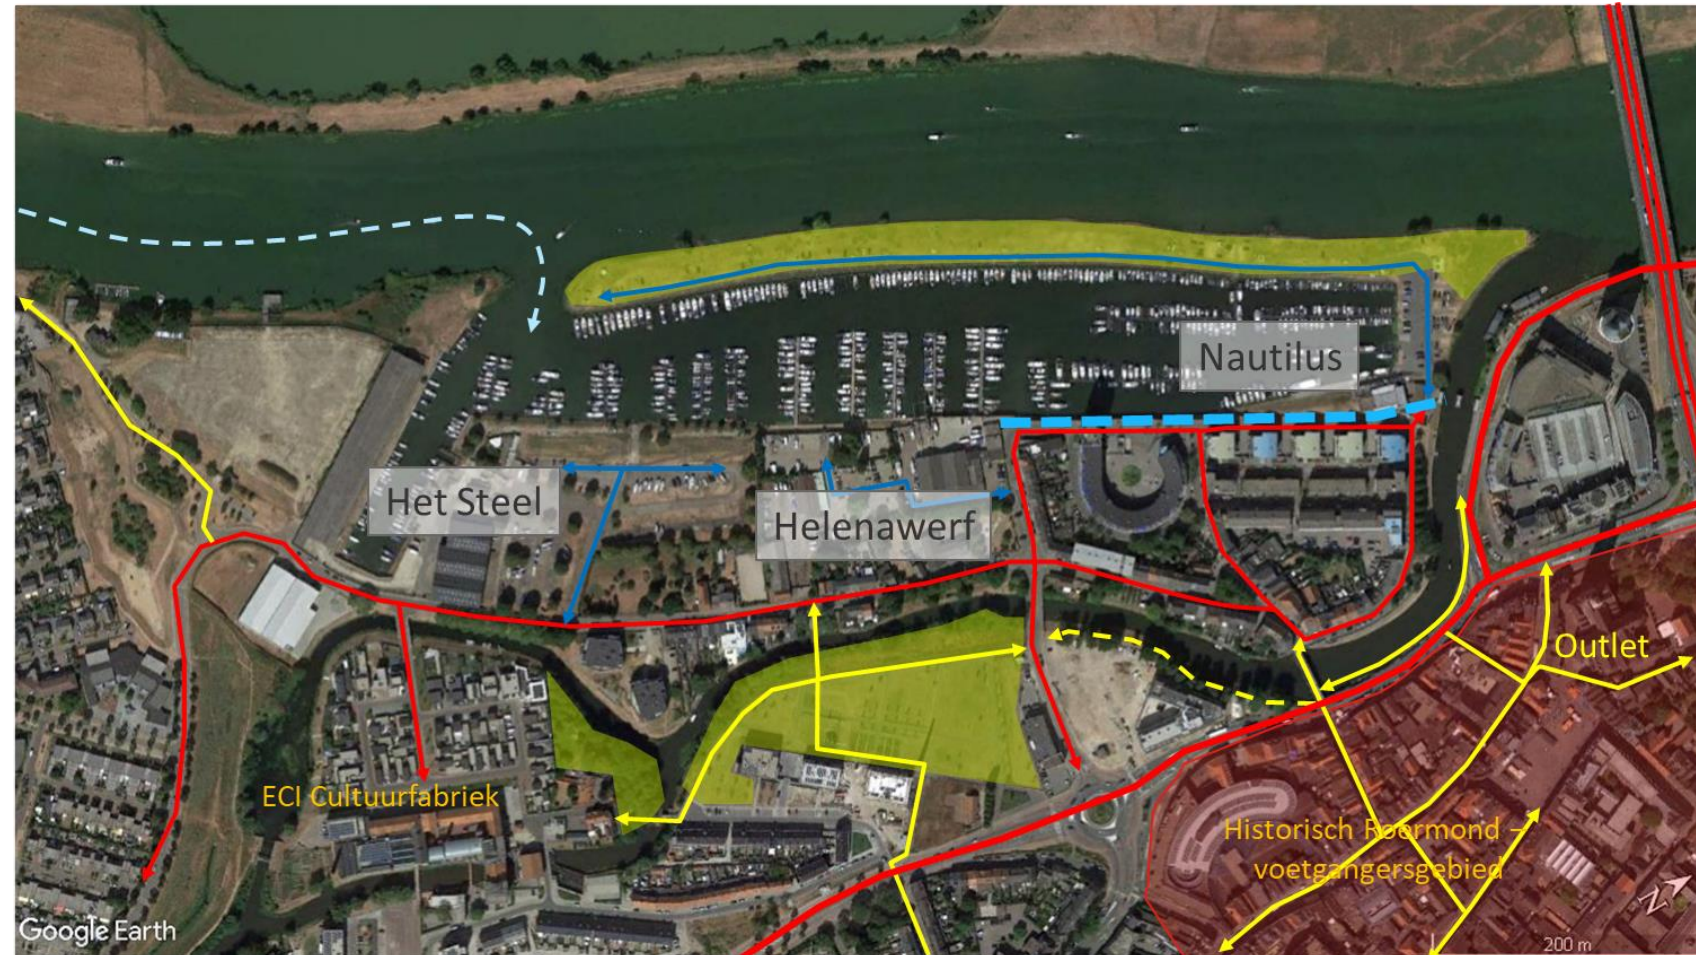 Nautilus
Het Steel
Helenawerf
Outlet
ECI Cultuurfabriek
Historisch Roermond –
voetgangersgebied
Google Earth
N
200 m